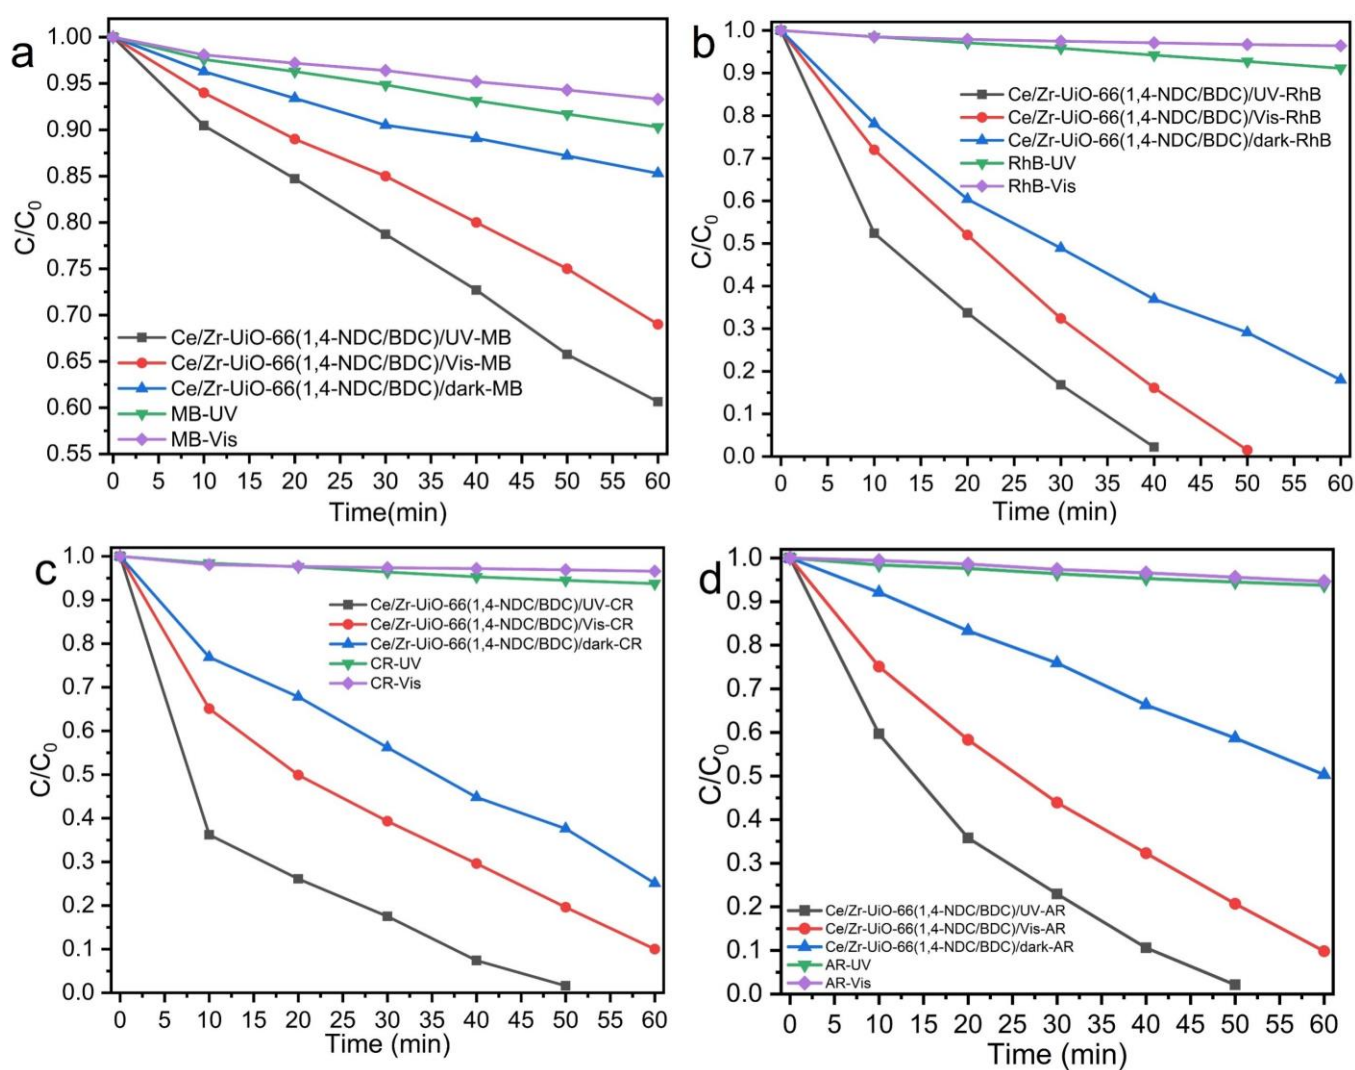 a
1.00
0.95
0.90
0.85
0.80
0.75
0.70
0.65
0.60
0.55
C/C0
Ce/Zr-UiO-66(1,4-NDC/BDC)/UV-MB
Ce/Zr-UiO-66(1,4-NDC/BDC)/Vis-MB
Ce/Zr-UiO-66(1,4-NDC/BDC)/dark-MB
MB-UV
MB-Vis
0 5 10 15 20 25 30 35 40 45 50 55 60
Time(min)
b
1.0
0.9
0.8
0.7
0.6
0.5
0.4
0.3
0.2
0.1
0.0
C/C0
Ce/Zr-UiO-66(1,4-NDC/BDC)/UV-RhB
Ce/Zr-UiO-66(1,4-NDC/BDC)/Vis-RhB
Ce/Zr-UiO-66(1,4-NDC/BDC)/dark-RhB
RhB-UV
RhB-Vis
0 5 10 15 20 25 30 35 40 45 50 55 60
Time (min)
c
1.0
0.9
0.8
0.7
0.6
0.5
0.4
0.3
0.2
0.1
0.0
C/C0
Ce/Zr-UiO-66(1,4-NDC/BDC)/UV-CR
Ce/Zr-UiO-66(1,4-NDC/BDC)/Vis-CR
Ce/Zr-UiO-66(1,4-NDC/BDC)/dark-CR
CR-UV
CR-Vis
0 5 10 15 20 25 30 35 40 45 50 55 60
Time (min)
d
1.0
0.9
0.8
0.7
0.6
0.5
0.4
0.3
0.2
0.1
0.0
C/C0
Ce/Zr-UiO-66(1,4-NDC/BDC)/UV-AR
Ce/Zr-UiO-66(1,4-NDC/BDC)/Vis-AR
Ce/Zr-UiO-66(1,4-NDC/BDC)/dark-AR
AR-UV
AR-Vis
0 5 10 15 20 25 30 35 40 45 50 55 60
Time (min)